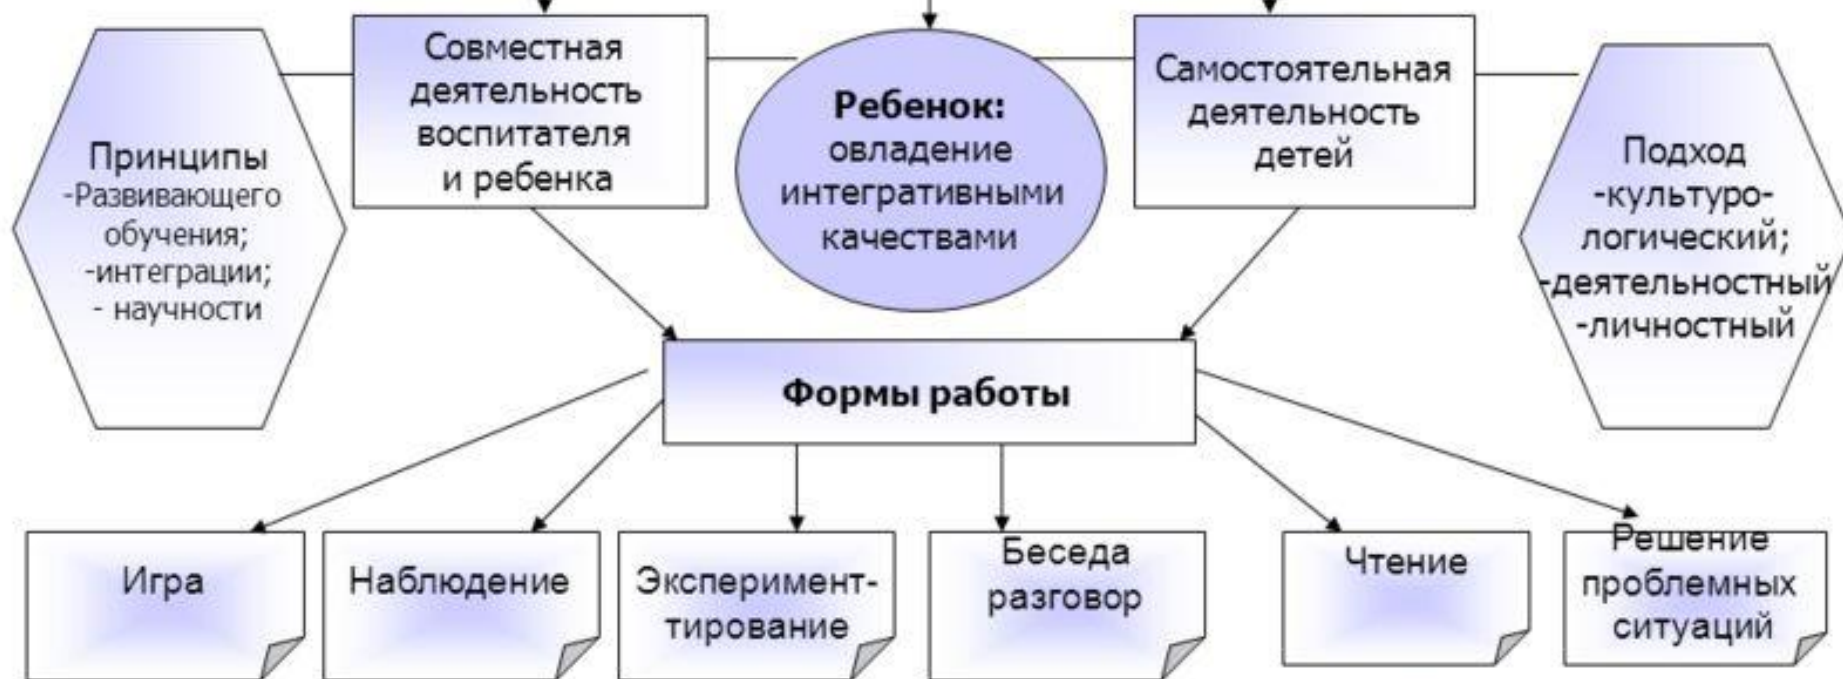 Совместная
деятельность
воспитателя
и ребенка
Ребенок:
овладение
интегративными
качествами
Самостоятельная
деятельность
детей
Принципы
-Развивающего
обучения;
-интеграции;
- научности
Подход
-культуро-
логический;
-деятельностный
-личностный
Формы работы
Игра
Наблюдение
Эксперимент-
тирование
Беседа
разговор
Чтение
Решение
проблемных
ситуаций